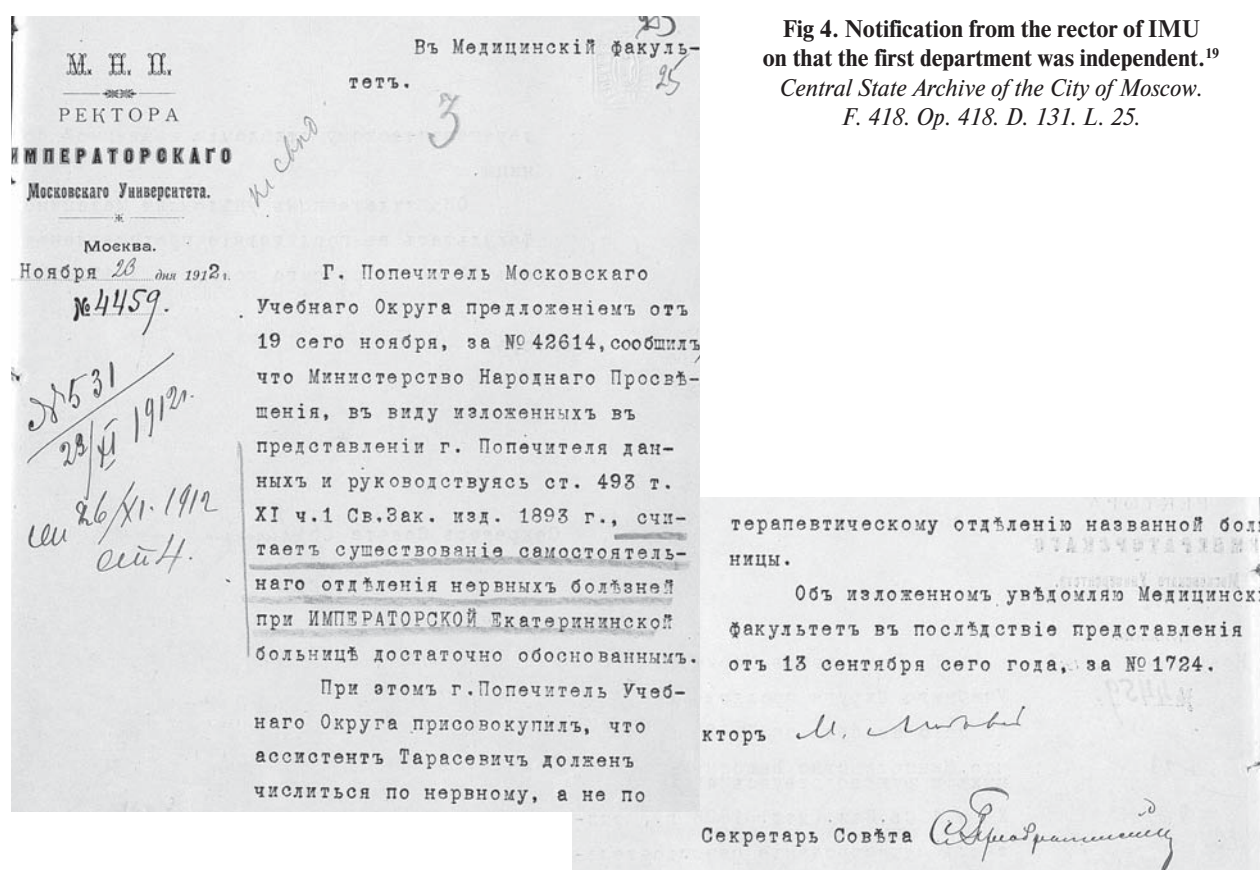 Fig 4. Notification from the rector of IMU
on that the first department was independent.19
Central State Archive of the City of Moscow.
F. 418. Op. 418. D. 131. L. 25.
25
Въ Медицинскій факуль-
тетъ.
25
3
М. Н. П.
РЕКТОРА
ИМПЕРАТОРСКАГО
Московскаго Университета.
Москва.
Ноября 23 дня 1912 г.
№ 4459.
№ 531
23/XI 1912 г.
26/XI. 1912
ст 4.
Г. Попечитель Московскаго
Учебнаго Округа предложеніемъ отъ
19 сего ноября, за № 42614, сообщилъ,
что Министерство Народнаго Просвѣ-
щенія, въ виду изложенныхъ въ
представленіи г. Попечителя дан-
ныхъ и руководствуясь ст. 493 т.
XI ч.1 Св.Зак. изд. 1893 г., счи-
таетъ существованіе самостоятель-
наго отдѣленія нервныхъ болѣзней
при ИМПЕРАТОРСКОЙ Екатерининской
больницѣ достаточно обоснованнымъ.
При этомъ г.Попечитель Учеб-
наго Округа присовокупилъ, что
ассистентъ Тарасевичъ долженъ
числиться по нервному, а не по
терапевтическому отдѣленію названной боль
ницы.
Объ изложенномъ увѣдомляю Медицинскі
факультетъ въ послѣдствіе представленія
отъ 13 сентября сего года, за № 1724.
кторъ М.
Секретарь Совѣта